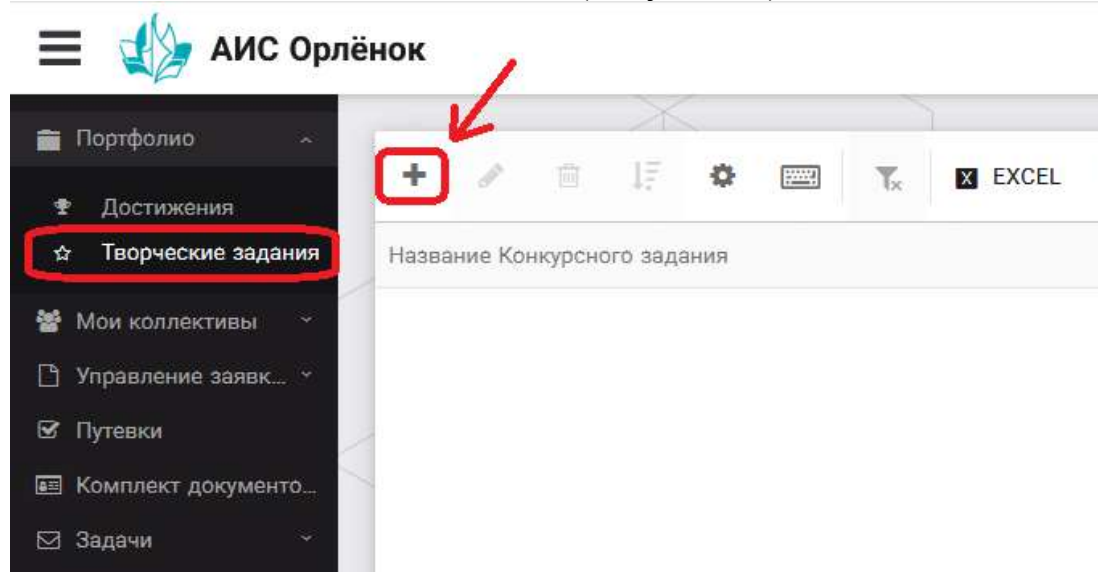 АИС Орлёнок
Портфолио
Достижения
Творческие задания
Мои коллективы
Управление заявк...
Путевки
Комплект документо...
Задачи
X EXCEL
Название Конкурсного задания